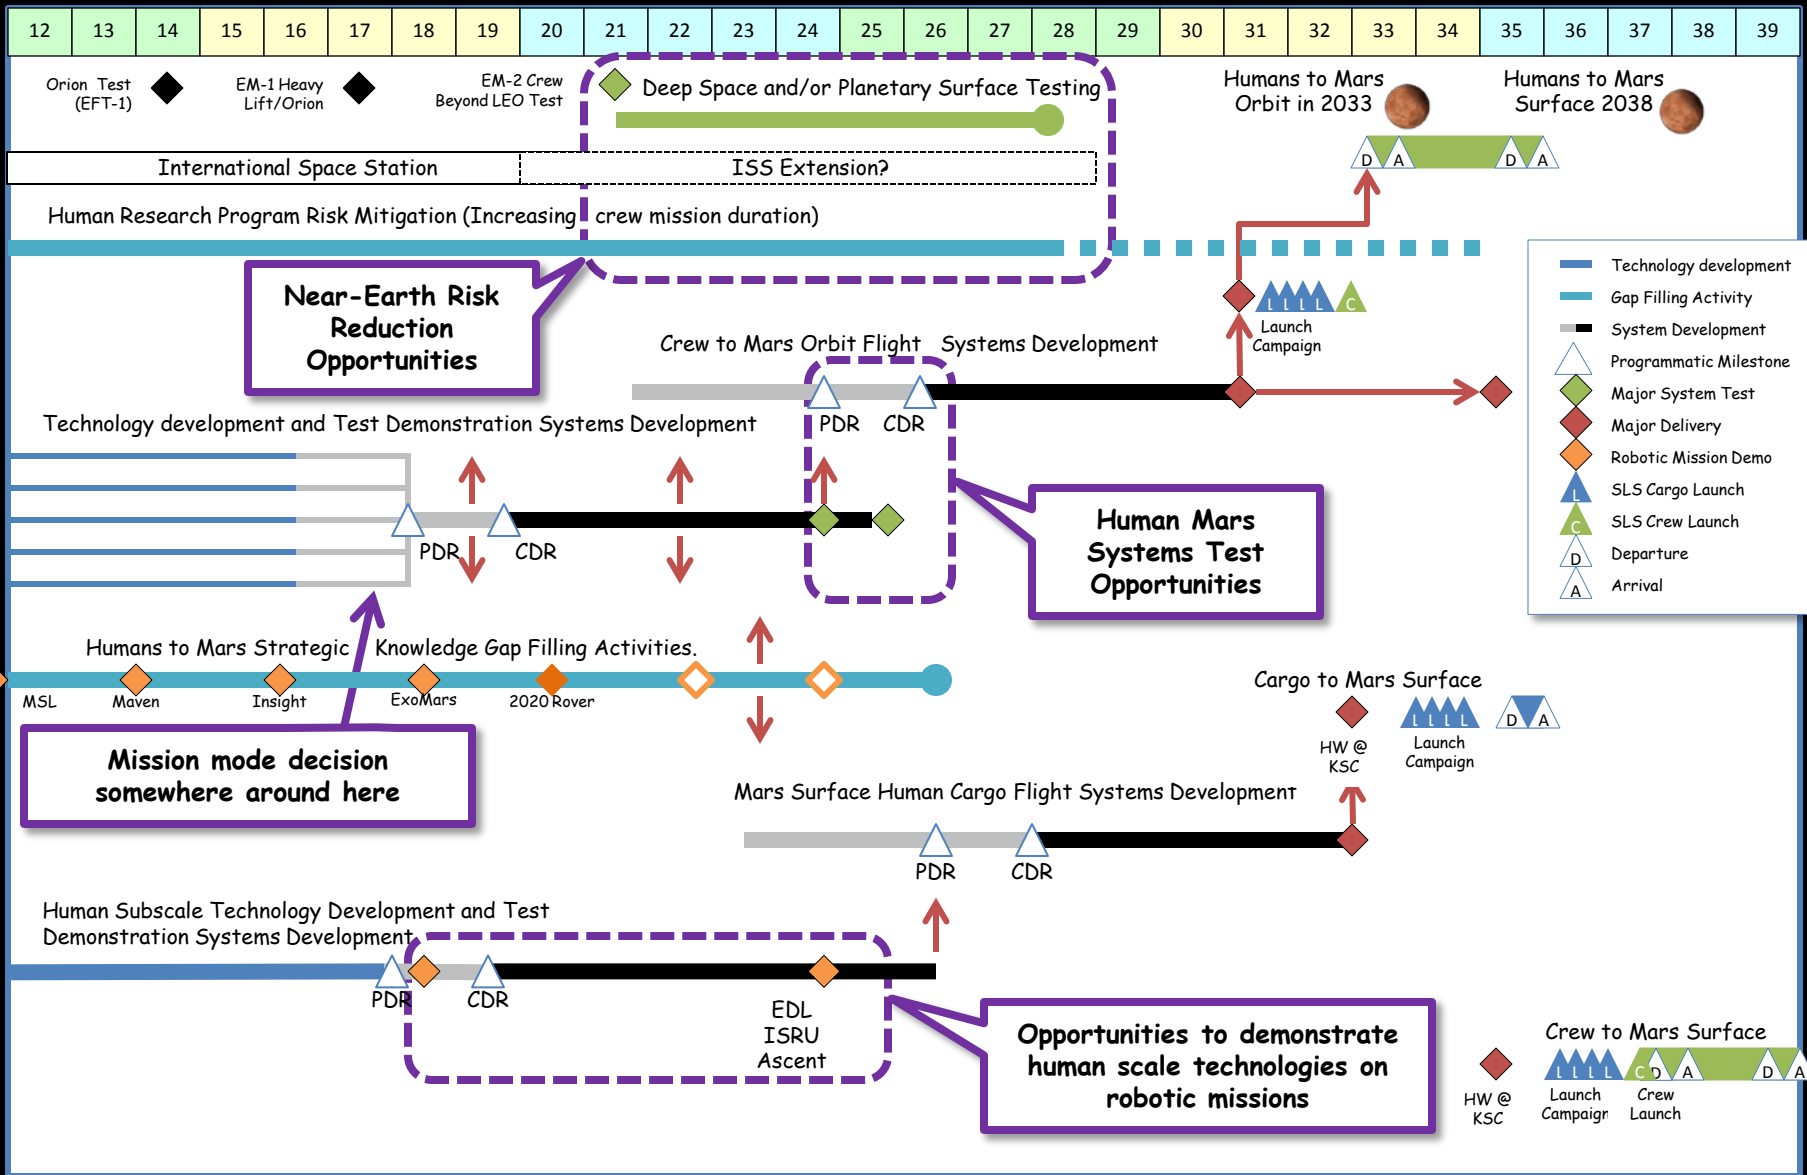 12 13 14 15 16 17 18 19 20 21 22 23 24 25 26 27 28 29 30 31 32 33 34 35 36 37 38 39
Orion Test
(EFT-1)
EM-1 Heavy
Lift/Orion
EM-2 Crew
Beyond LEO Test
Deep Space and/or Planetary Surface Testing
Humans to Mars
Orbit in 2033
Humans to Mars
Surface 2038
D A D A
International Space Station
ISS Extension?
Human Research Program Risk Mitigation (Increasing crew mission duration)
Near-Earth Risk
Reduction
Opportunities
L L L L C
Launch
Campaign
Crew to Mars Orbit Flight Systems Development
PDR CDR
Technology development
Gap Filling Activity
System Development
Programmatic Milestone
Major System Test
Major Delivery
Robotic Mission Demo
L SLS Cargo Launch
C SLS Crew Launch
D Departure
A Arrival
Technology development and Test Demonstration Systems Development
PDR CDR
Human Mars
Systems Test
Opportunities
Humans to Mars Strategic Knowledge Gap Filling Activities.
MSL Maven Insight ExoMars 2020 Rover
Mission mode decision
somewhere around here
Cargo to Mars Surface
L L L L D A
HW @
KSC
Launch
Campaign
Mars Surface Human Cargo Flight Systems Development
PDR CDR
Human Subscale Technology Development and Test
Demonstration Systems Development
PDR CDR
EDL
ISRU
Ascent
Opportunities to demonstrate
human scale technologies on
robotic missions
Crew to Mars Surface
L L L L C D A D A
HW @
KSC
Launch
Campaign
Crew
Launch